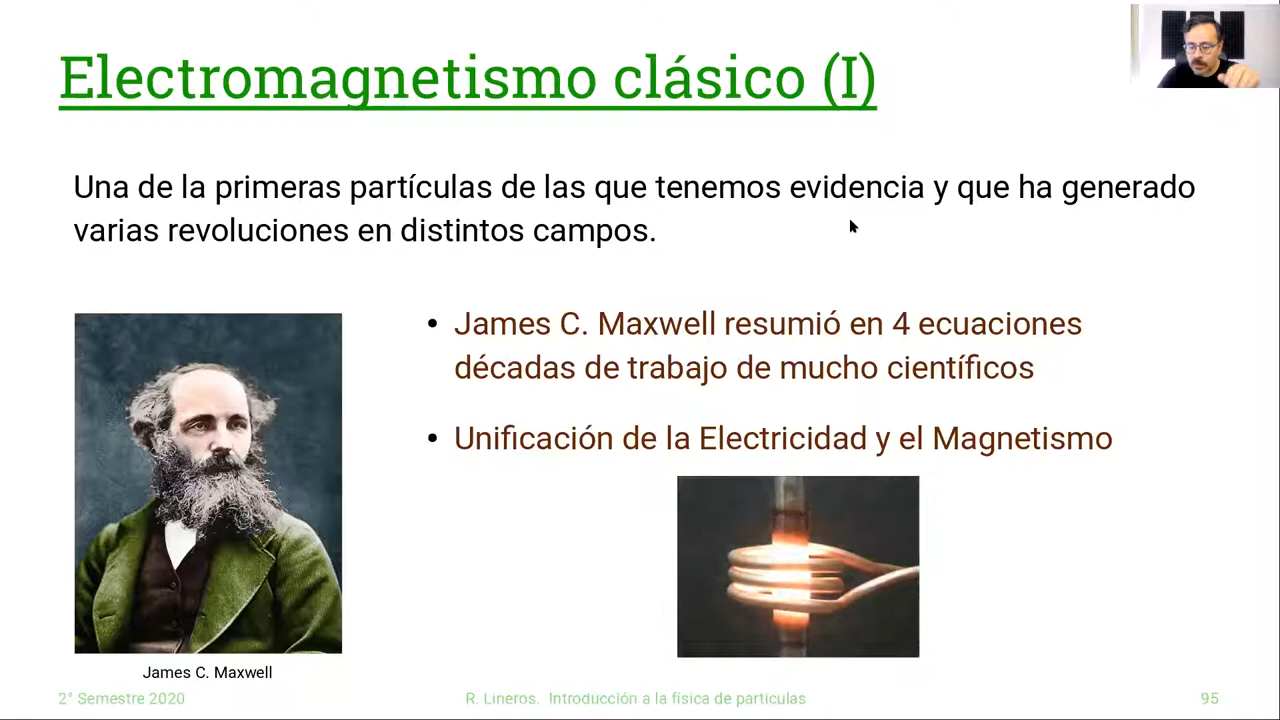 Electromagnetismo clásico (I)
Una de la primeras partículas de las que tenemos evidencia y que ha generado
varias revoluciones en distintos campos.
• James C. Maxwell resumió en 4 ecuaciones
décadas de trabajo de mucho científicos
• Unificación de la Electricidad y el Magnetismo
James C. Maxwell
2° Semestre 2020
R. Lineros. Introducción a la física de particulas
95